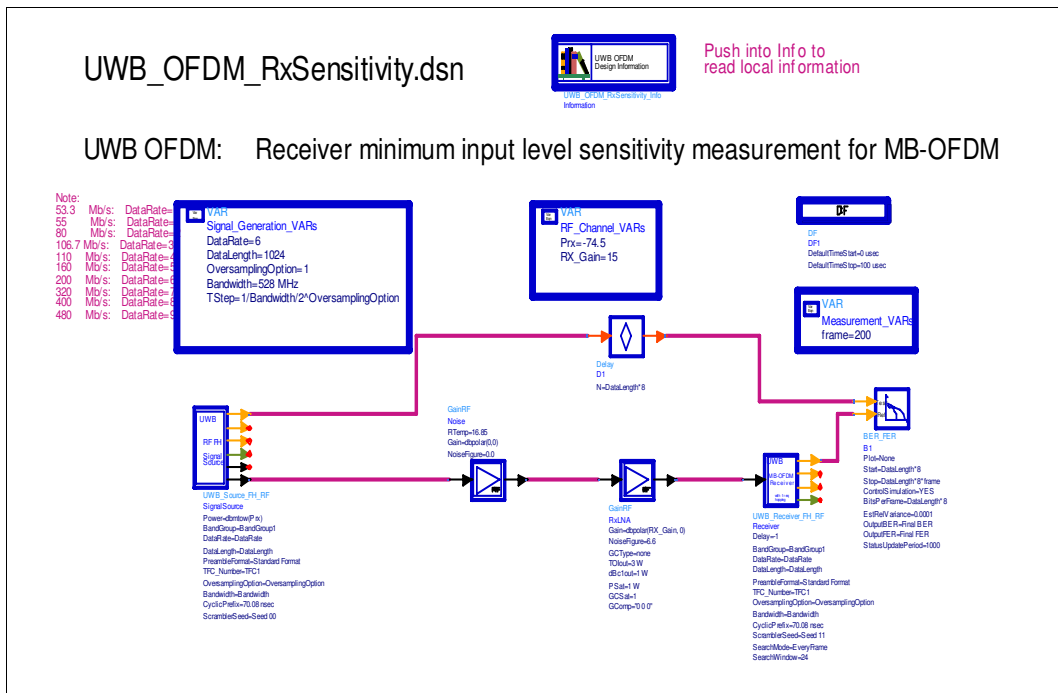 UWB_OFDM_RxSensitivity.dsn
UWB OFDM
Design Information
UWB_OFDM_RxSensitivity_Info
Information
Push into Info to
read local information
UWB OFDM: Receiver minimum input level sensitivity measurement for MB-OFDM
Note:
53.3 Mb/s: DataRate=
55 Mb/s: DataRate=
80 Mb/s: DataRate=
106.7 Mb/s: DataRate=3
110 Mb/s: DataRate=4
160 Mb/s: DataRate=5
200 Mb/s: DataRate=6
320 Mb/s: DataRate=7
400 Mb/s: DataRate=8
480 Mb/s: DataRate=9
VAR
Signal_Generation_VARs
DataRate=6
DataLength=1024
OversamplingOption=1
Bandwidth=528 MHz
TStep=1/Bandwidth/2^OversamplingOption
VAR
RF_Channel_VARs
Prx=-74.5
RX_Gain=15
DF
DF
DF1
DefaultTimeStart=0 usec
DefaultTimeStop=100 usec
VAR
Measurement_VARs
frame=200
Delay
D1
N=DataLength*8
UWB
RF FH
Signal
Source
UWB_Source_FH_RF
SignalSource
Power=dbmtow(Prx)
BandGroup=BandGroup1
DataRate=DataRate
DataLength=DataLength
PreambleFormat=Standard Format
TFC_Number=TFC1
OversamplingOption=OversamplingOption
Bandwidth=Bandwidth
CyclicPrefix=70.08 nsec
ScramblerSeed=Seed 00
GainRF
Noise
RTemp=16.85
Gain=dbpolar(0,0)
NoiseFigure=0.0
GainRF
RxLNA
Gain=dbpolar(RX_Gain, 0)
NoiseFigure=6.6
GCType=none
TOIout=3 W
dBc1out=1 W
PSat=1 W
GCSat=1
GComp="0 0 0"
UWB
MB-OFDM
Receiver
UWB_Receiver_FH_RF
Receiver
Delay=-1
BandGroup=BandGroup1
DataRate=DataRate
DataLength=DataLength
PreambleFormat=Standard Format
TFC_Number=TFC1
OversamplingOption=OversamplingOption
Bandwidth=Bandwidth
CyclicPrefix=70.08 nsec
ScramblerSeed=Seed 11
SearchMode=EveryFrame
SearchWindow=24
BER_FER
B1
Plot=None
Start=DataLength*8
Stop=DataLength*8*frame
ControlSimulation=YES
BitsPerFrame=DataLength*8
EstRelVariance=0.0001
OutputBER=Final BER
OutputFER=Final FER
StatusUpdatePeriod=1000